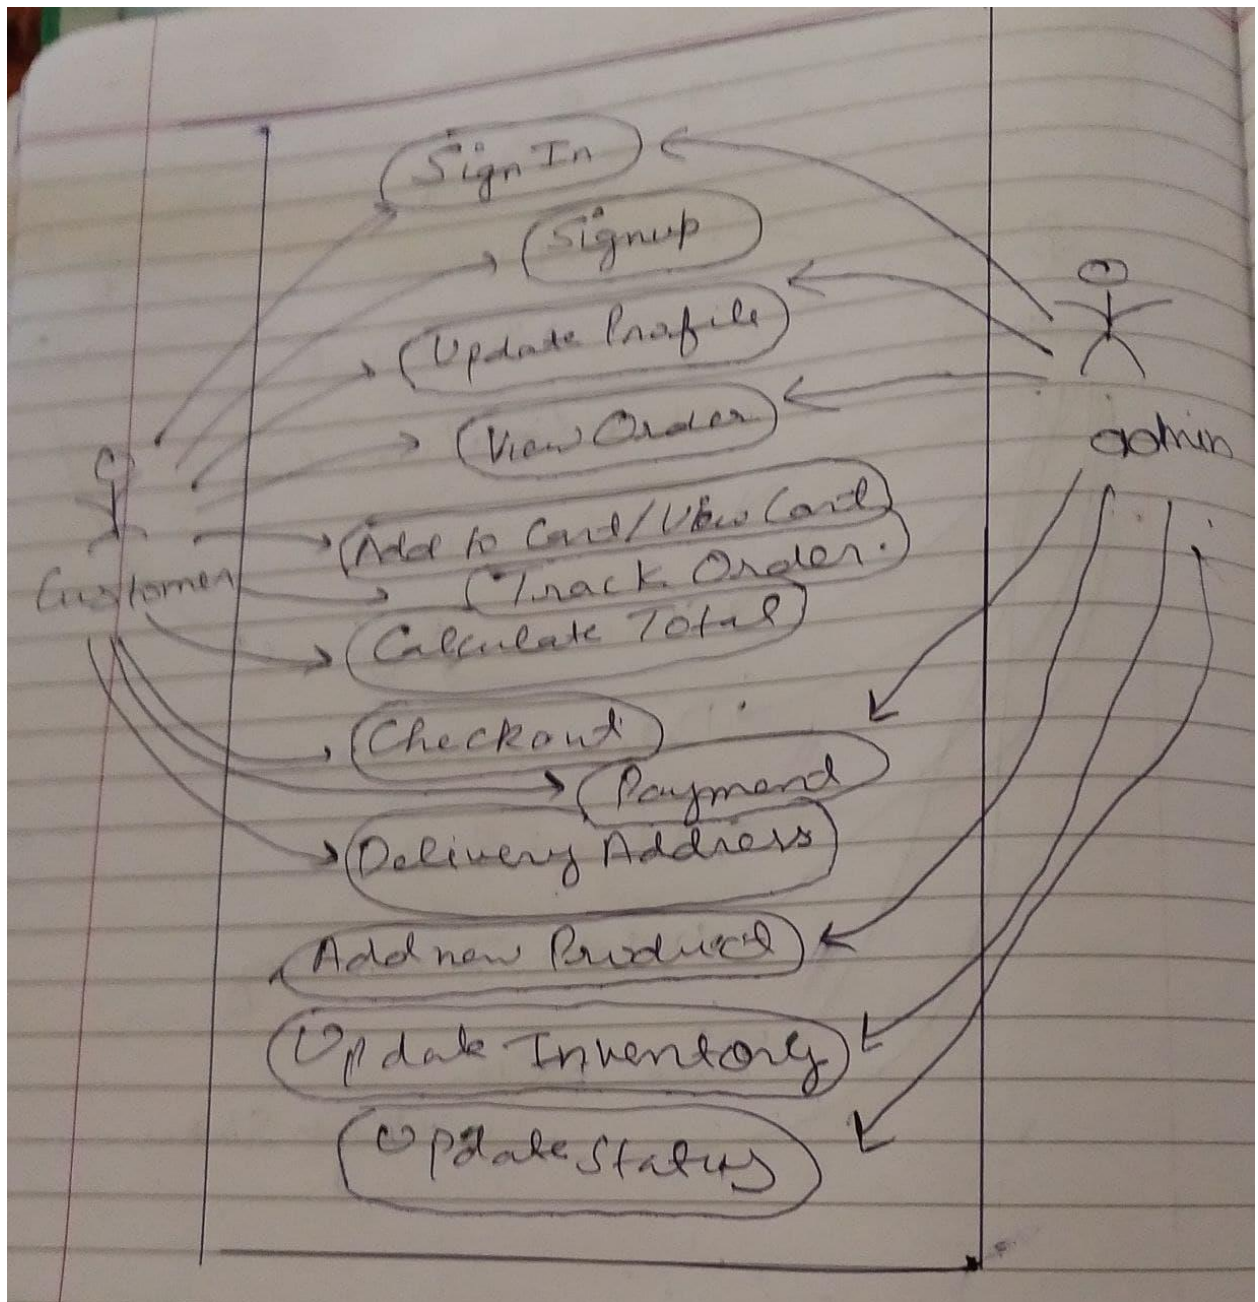 Sign In
Signup
Update Profile
View Order
admin
Add to Card/View Card
Track Order.
Customer
Calculate Total
Checkout
Paymend
Delivery Address
Add new Product
Update Inventory
Update Status